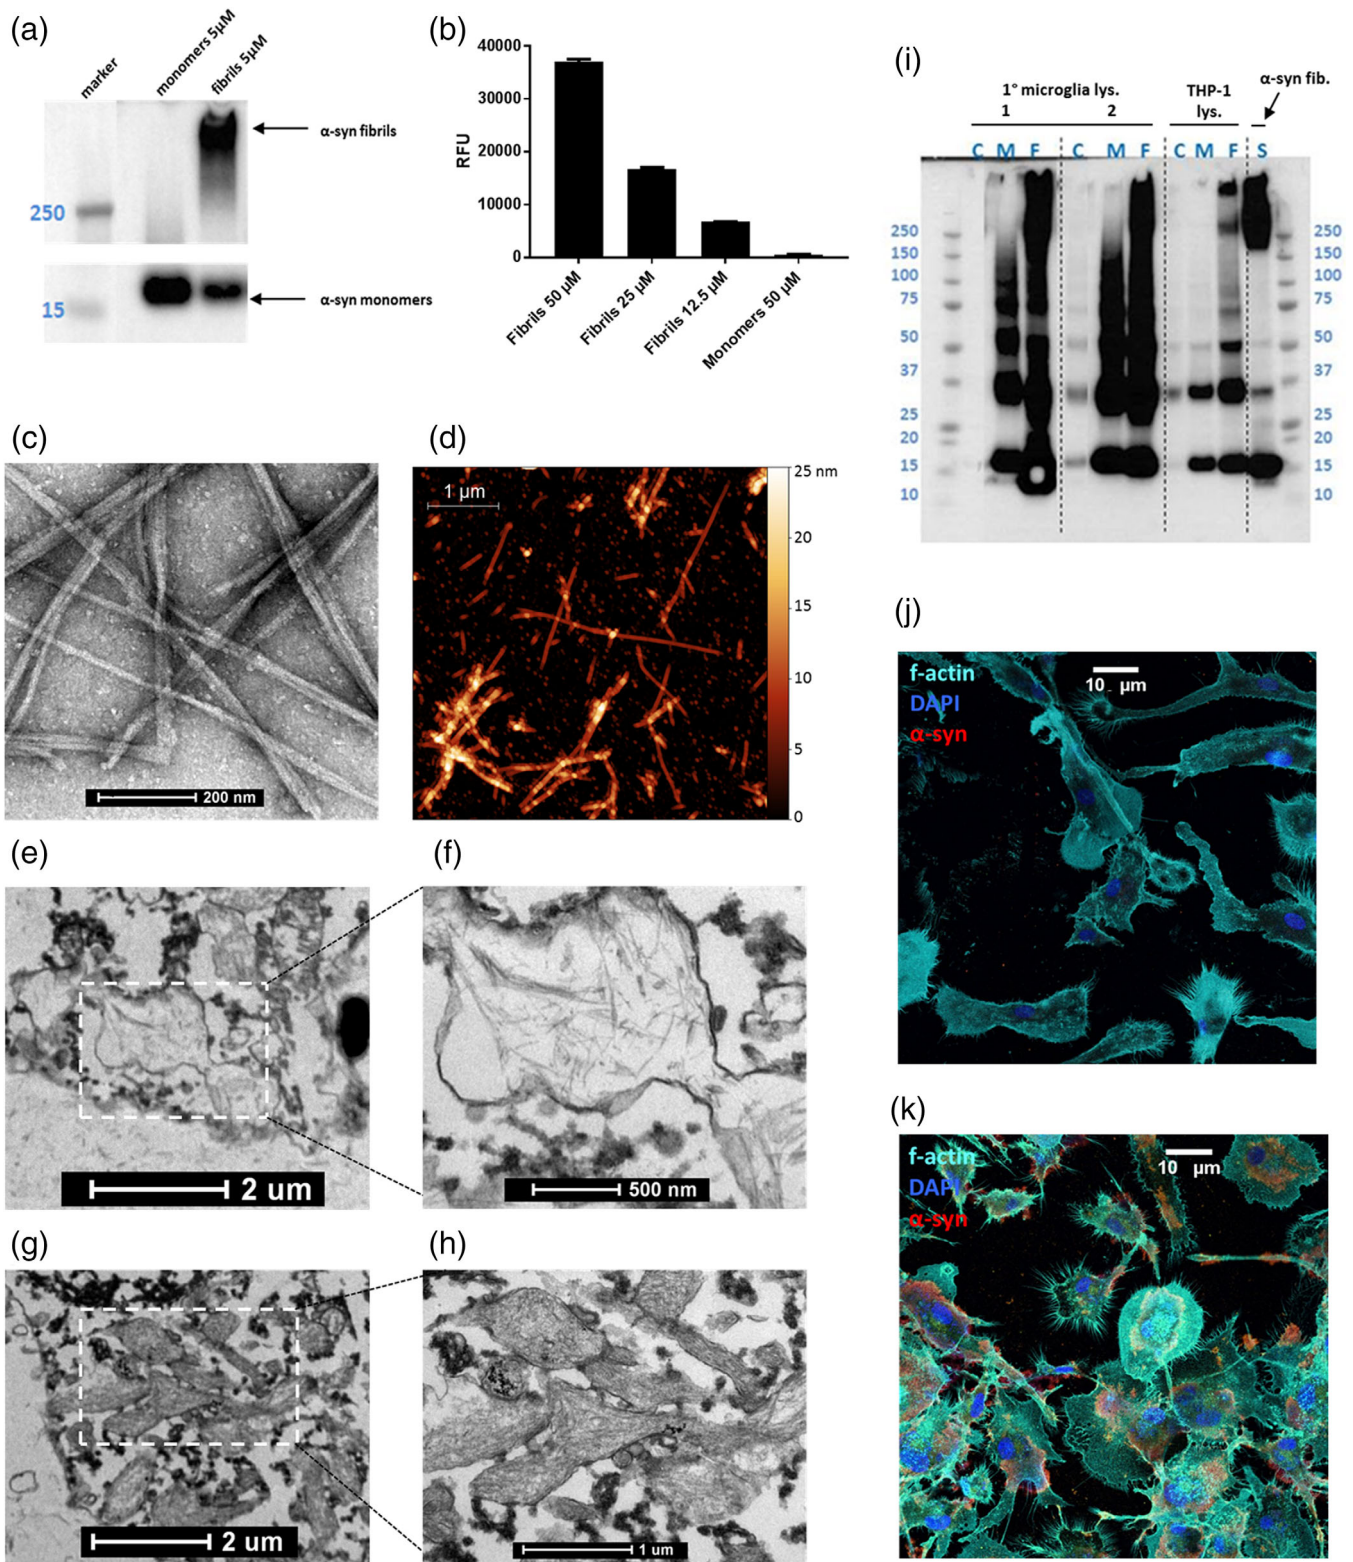 (a)
marker
monomers 5µM
fibrils 5µM
α-syn fibrils
250
15
α-syn monomers
(b)
RFU
40000
30000
20000
10000
0
Fibrils 50 µM
Fibrils 25 µM
Fibrils 12.5 µM
Monomers 50 µM
(c)
200 nm
(d)
1 µm
25 nm
20
15
10
5
0
(e)
2 um
(f)
500 nm
(g)
2 um
(h)
1 um
(i)
1° microglia lys.
1 2
THP-1
lys.
α-syn fib.
C M F C M F C M F S
250 250
150 150
100 100
75 75
50 50
37 37
25 25
20 20
15 15
10 10
(j)
f-actin
DAPI
α-syn
10 µm
(k)
f-actin
DAPI
α-syn
10 µm